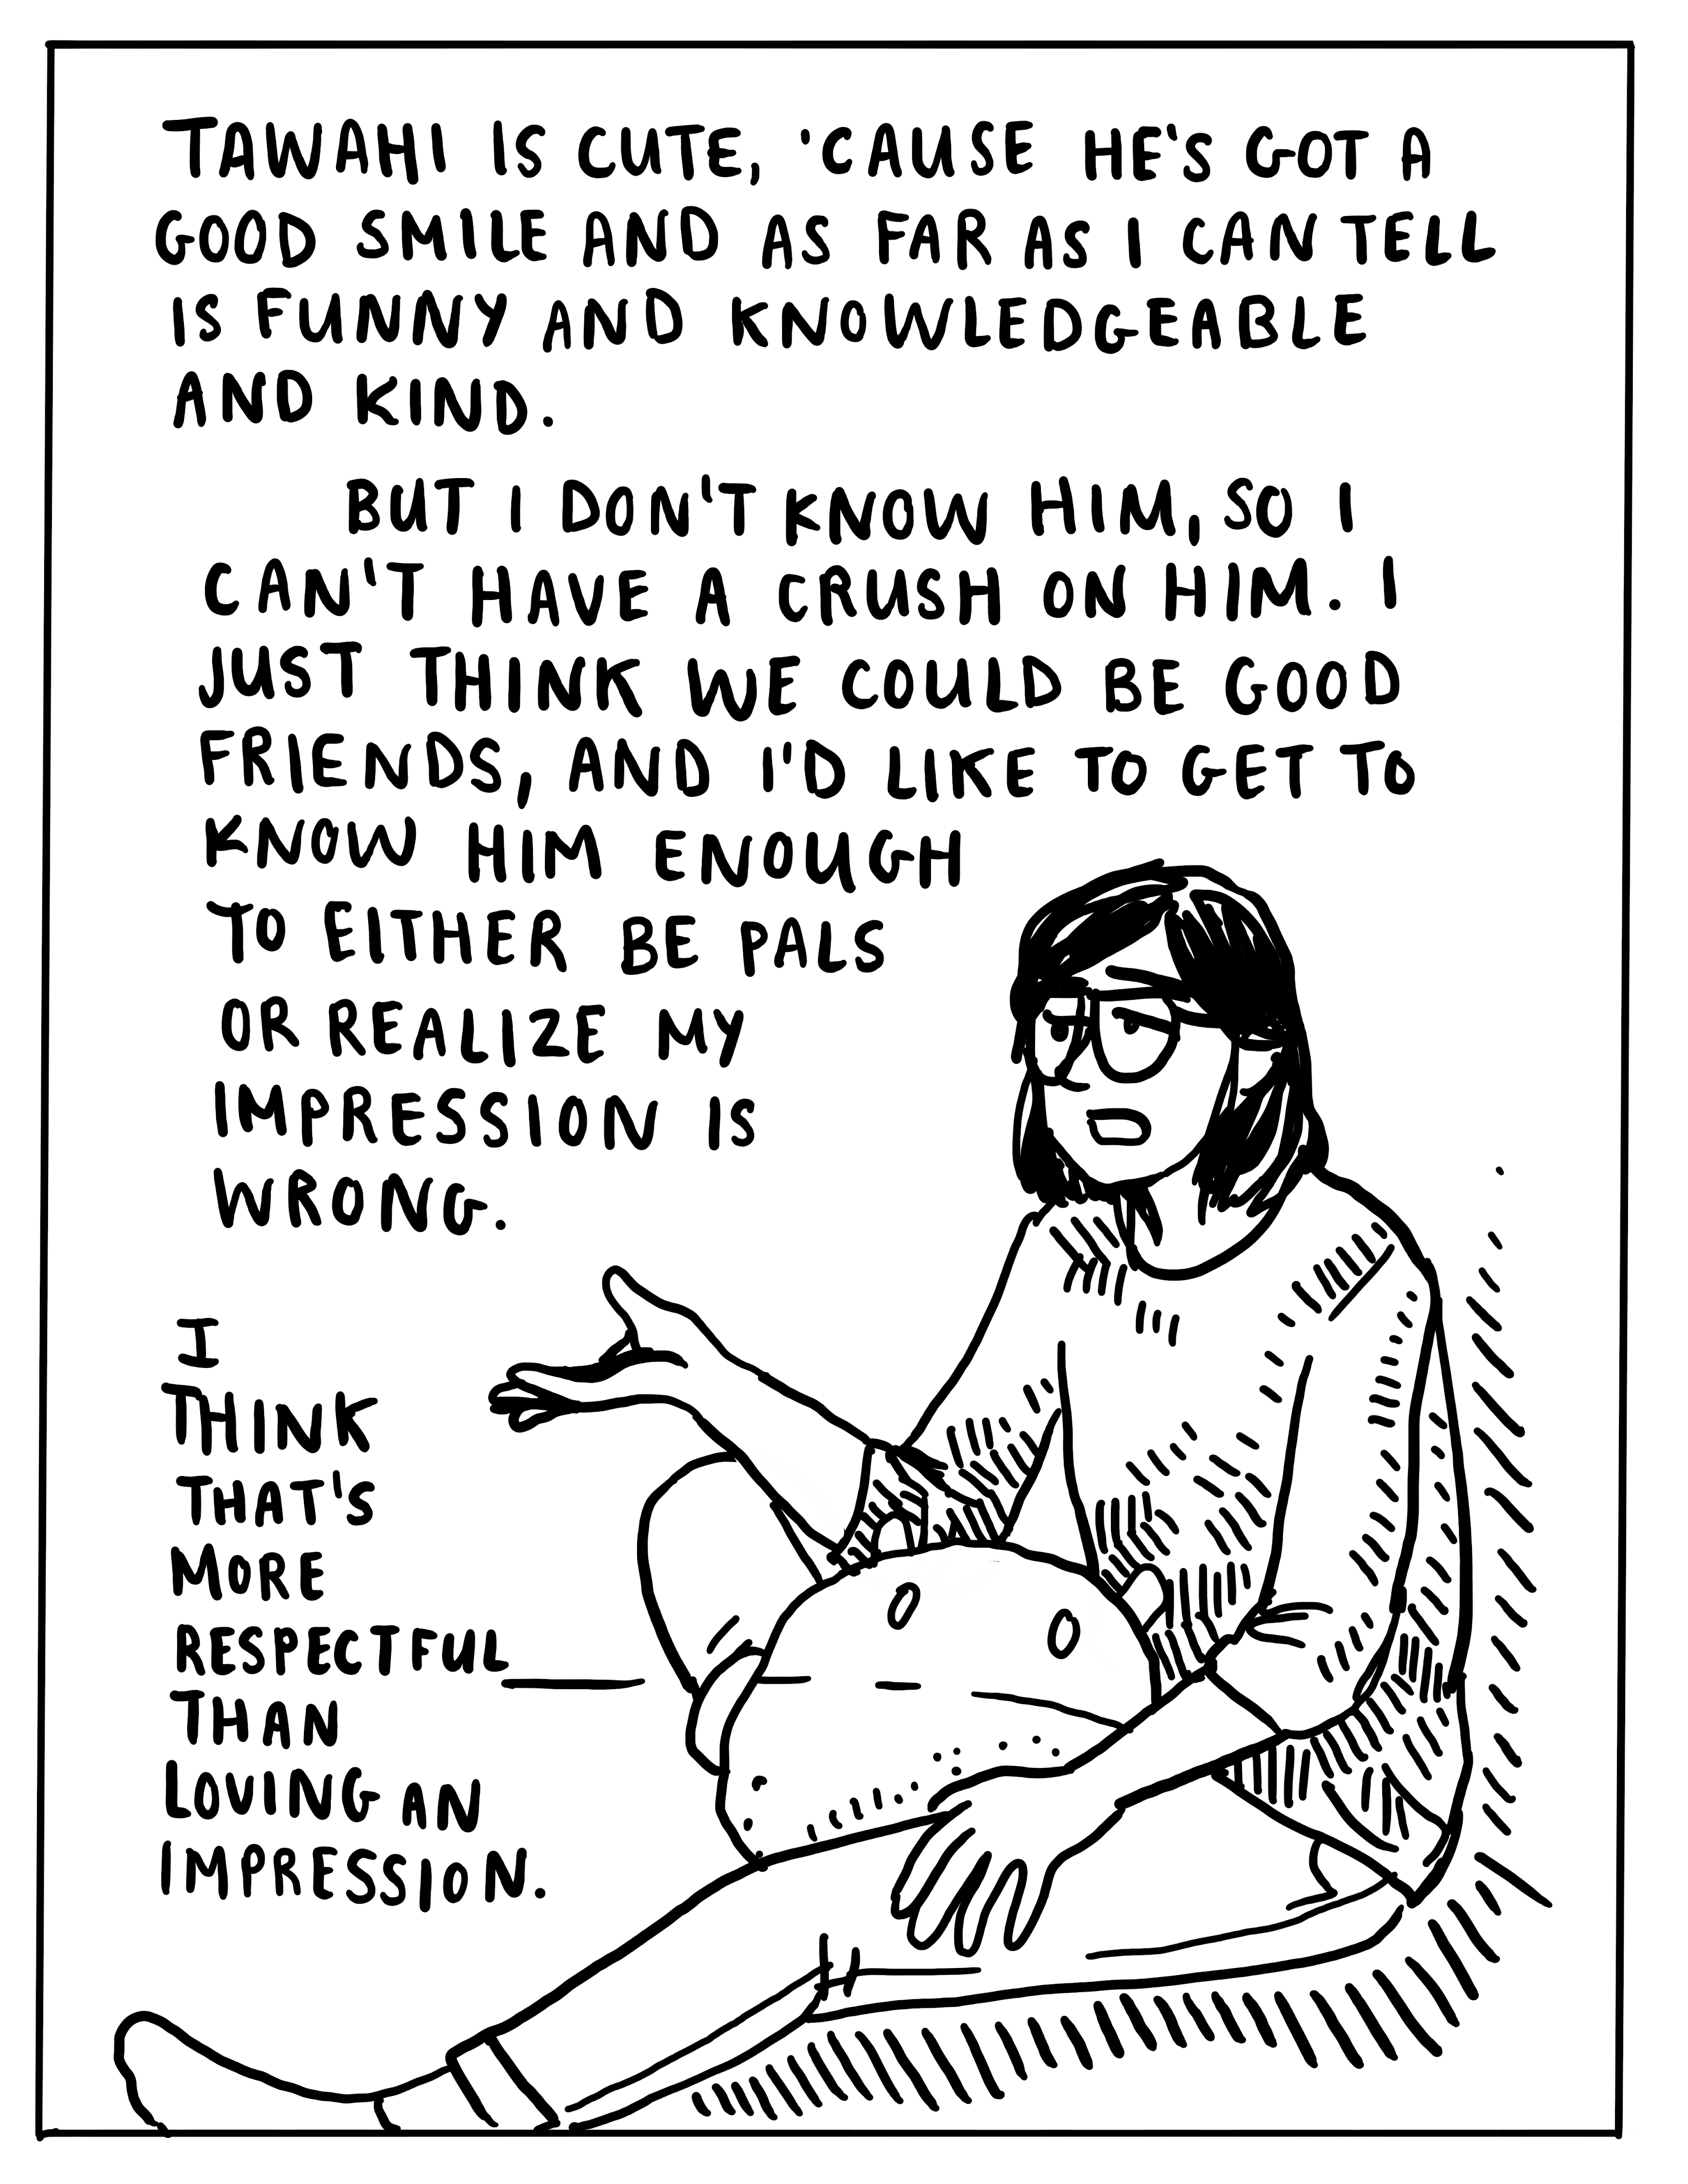 TAWAHI IS CUTE, 'CAUSE HE'S GOT A
GOOD SMILE AND AS FAR AS I CAN TELL
IS FUNNY AND KNOWLEDGEABLE
AND KIND.
BUT I DON'T KNOW HIM, SO I
CAN'T HAVE A CRUSH ON HIM. I
JUST THINK WE COULD BE GOOD
FRIENDS, AND I'D LIKE TO GET TO
KNOW HIM ENOUGH
TO EITHER BE PALS
OR REALIZE MY
IMPRESSION IS
WRONG.
I
THINK
THAT'S
MORE
RESPECTFUL
THAN
LOVING AN
IMPRESSION.